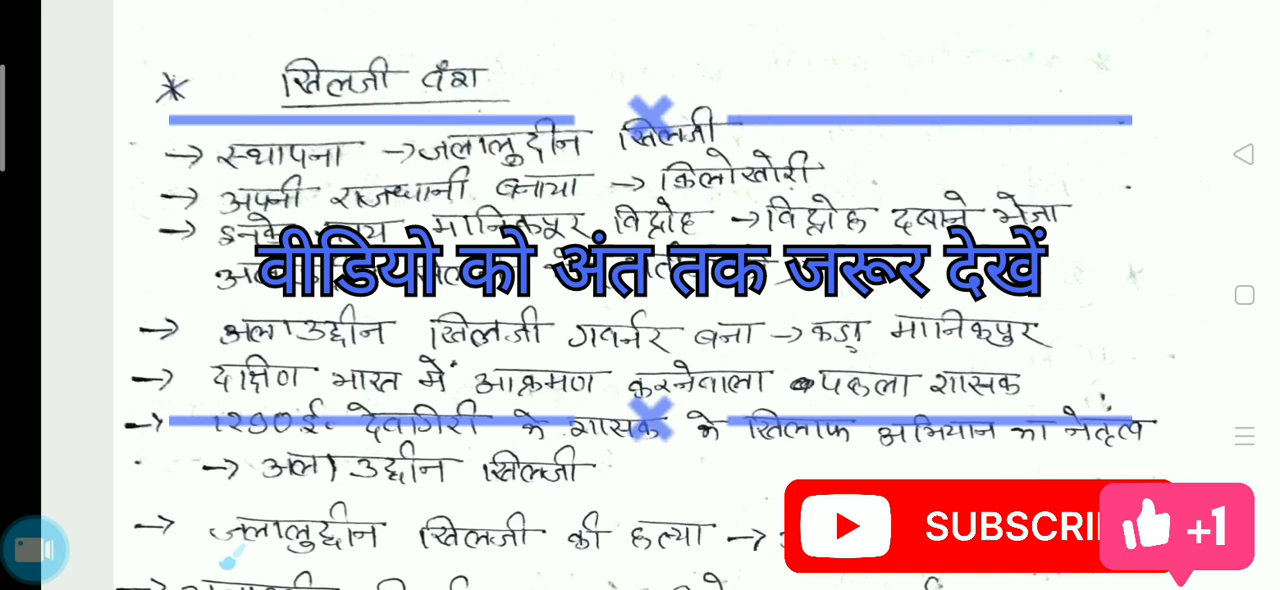 * खिलजी वंश
→ स्थापना → जलालुद्दीन खिलजी
→ अपनी राजधानी बनाया → किलोखोरी
→ इनके समय मानिकपुर विद्रोह → विद्रोह दबाने भेजा
वीडियो को अंत तक जरूर देखें
→ अलाउद्दीन खिलजी गवर्नर बना → कड़ा मानिकपुर
→ दक्षिण भारत में आक्रमण करनेवाला पहला शासक
→ देवागिरी के शासक के खिलाफ अभियान का नेतृत्व
→ अलाउद्दीन खिलजी
→ जलालुद्दीन खिलजी की हत्या →
SUBSCRI
+1